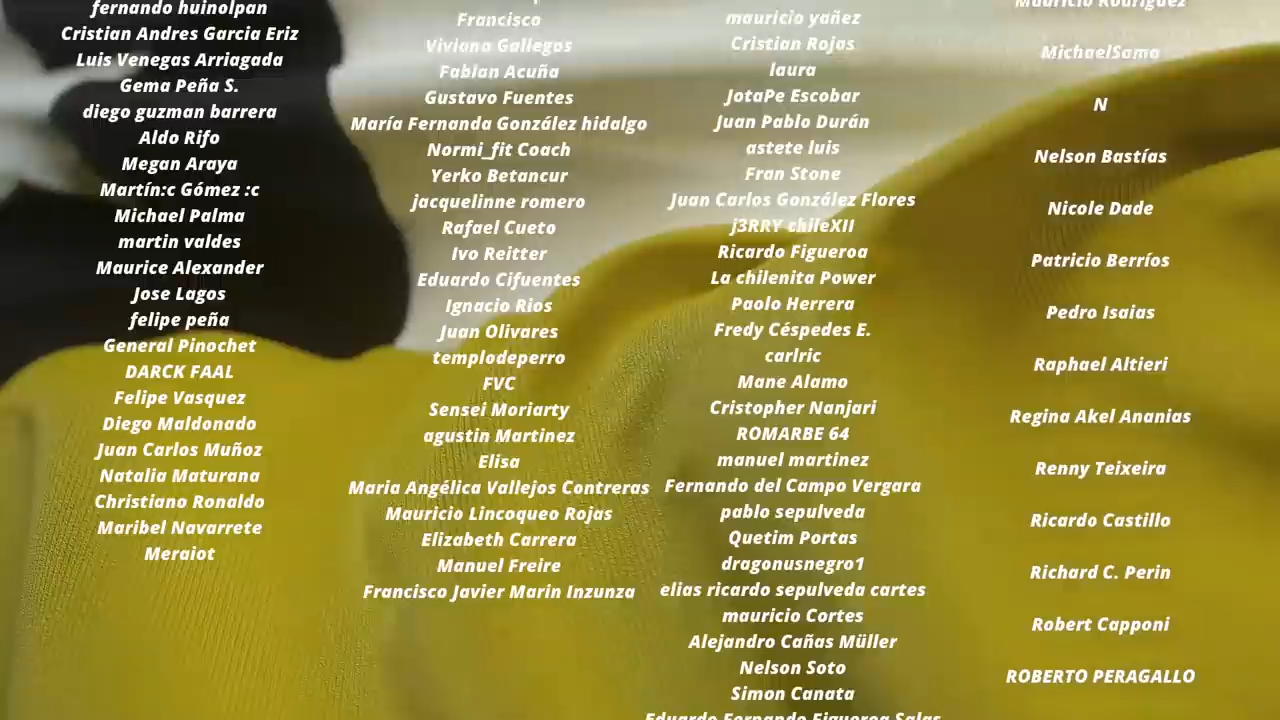 fernando huinolpan
Cristian Andres Garcia Eriz
Luis Venegas Arriagada
Gema Peña S.
diego guzman barrera
Aldo Rifo
Megan Araya
Martín:c Gómez :c
Michael Palma
martin valdes
Maurice Alexander
Jose Lagos
felipe peña
General Pinochet
DARCK FAAL
Felipe Vasquez
Diego Maldonado
Juan Carlos Muñoz
Natalia Maturana
Christiano Ronaldo
Maribel Navarrete
Meraiot
Francisco
Viviana Gallegos
Fabian Acuña
Gustavo Fuentes
María Fernanda González hidalgo
Normi_fit Coach
Yerko Betancur
jacquelinne romero
Rafael Cueto
Ivo Reitter
Eduardo Cifuentes
Ignacio Rios
Juan Olivares
templodeperro
FVC
Sensei Moriarty
agustin Martinez
Elisa
Maria Angélica Vallejos Contreras
Mauricio Lincoqueo Rojas
Elizabeth Carrera
Manuel Freire
Francisco Javier Marin Inzunza
mauricio yañez
Cristian Rojas
laura
JotaPe Escobar
Juan Pablo Durán
astete luis
Fran Stone
Juan Carlos González Flores
j3RRY chileXII
Ricardo Figueroa
La chilenita Power
Paolo Herrera
Fredy Céspedes E.
carlric
Mane Alamo
Cristopher Nanjari
ROMARBE 64
manuel martinez
Fernando del Campo Vergara
pablo sepulveda
Quetim Portas
dragonusnegro1
elias ricardo sepulveda cartes
mauricio Cortes
Alejandro Cañas Müller
Nelson Soto
Simon Canata
Eduardo Fernando Figueroa Salas
Mauricio Rodriguez
MichaelSama
N
Nelson Bastías
Nicole Dade
Patricio Berríos
Pedro Isaias
Raphael Altieri
Regina Akel Ananias
Renny Teixeira
Ricardo Castillo
Richard C. Perin
Robert Capponi
ROBERTO PERAGALLO